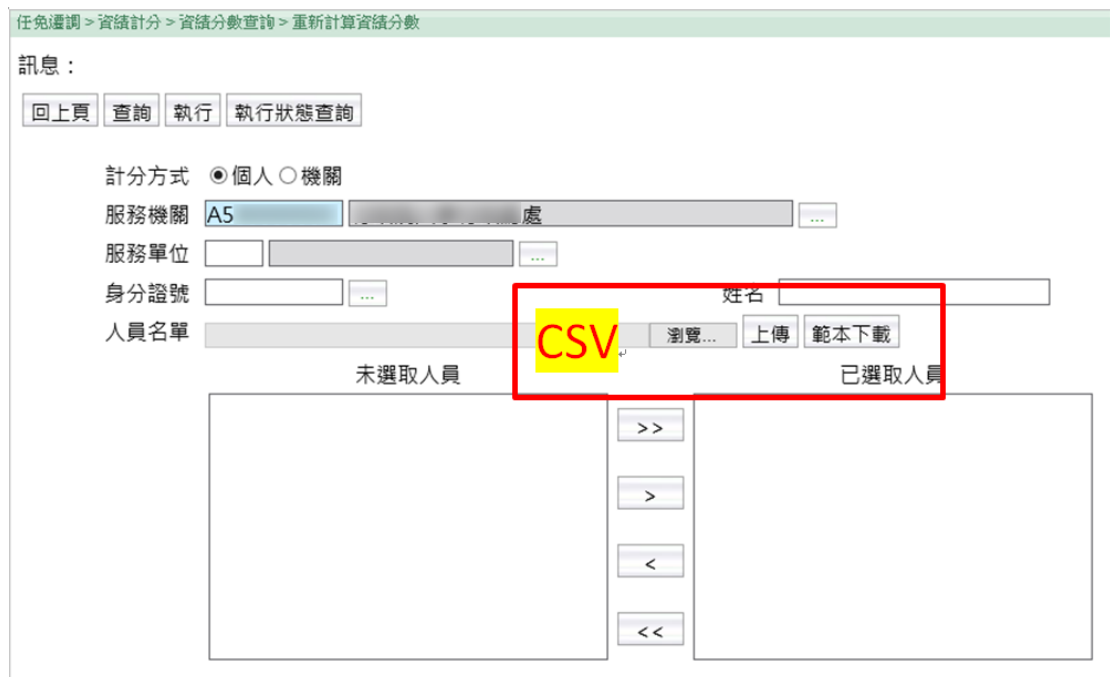 任免遷調 > 資績計分 > 資績分數查詢 > 重新計算資績分數
訊息：
回上頁 查詢 執行 執行狀態查詢
計分方式 個人 機關
服務機關 A5 處 ...
服務單位 ...
身分證號 ... 姓名
人員名單 CSV 瀏覽... 上傳 範本下載
未選取人員 已選取人員
>>
>
<
<<